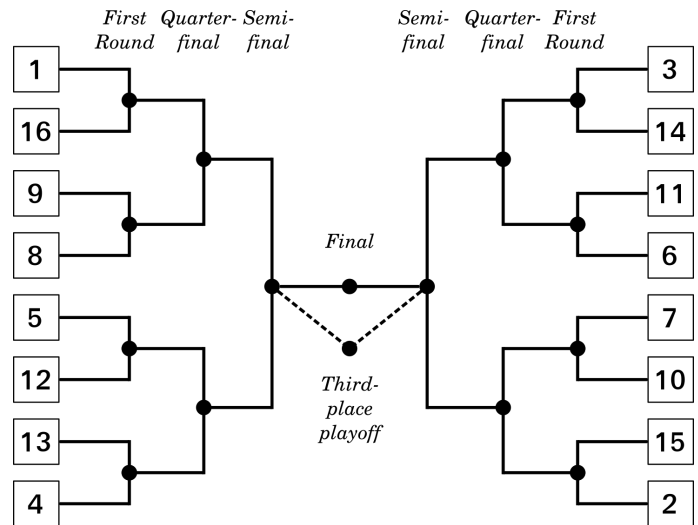 First Round
Quarter-final
Semi-final
Semi-final
Quarter-final
First Round
1
16
9
8
5
12
13
4
Final
Third-
place
playoff
3
14
11
6
7
10
15
2